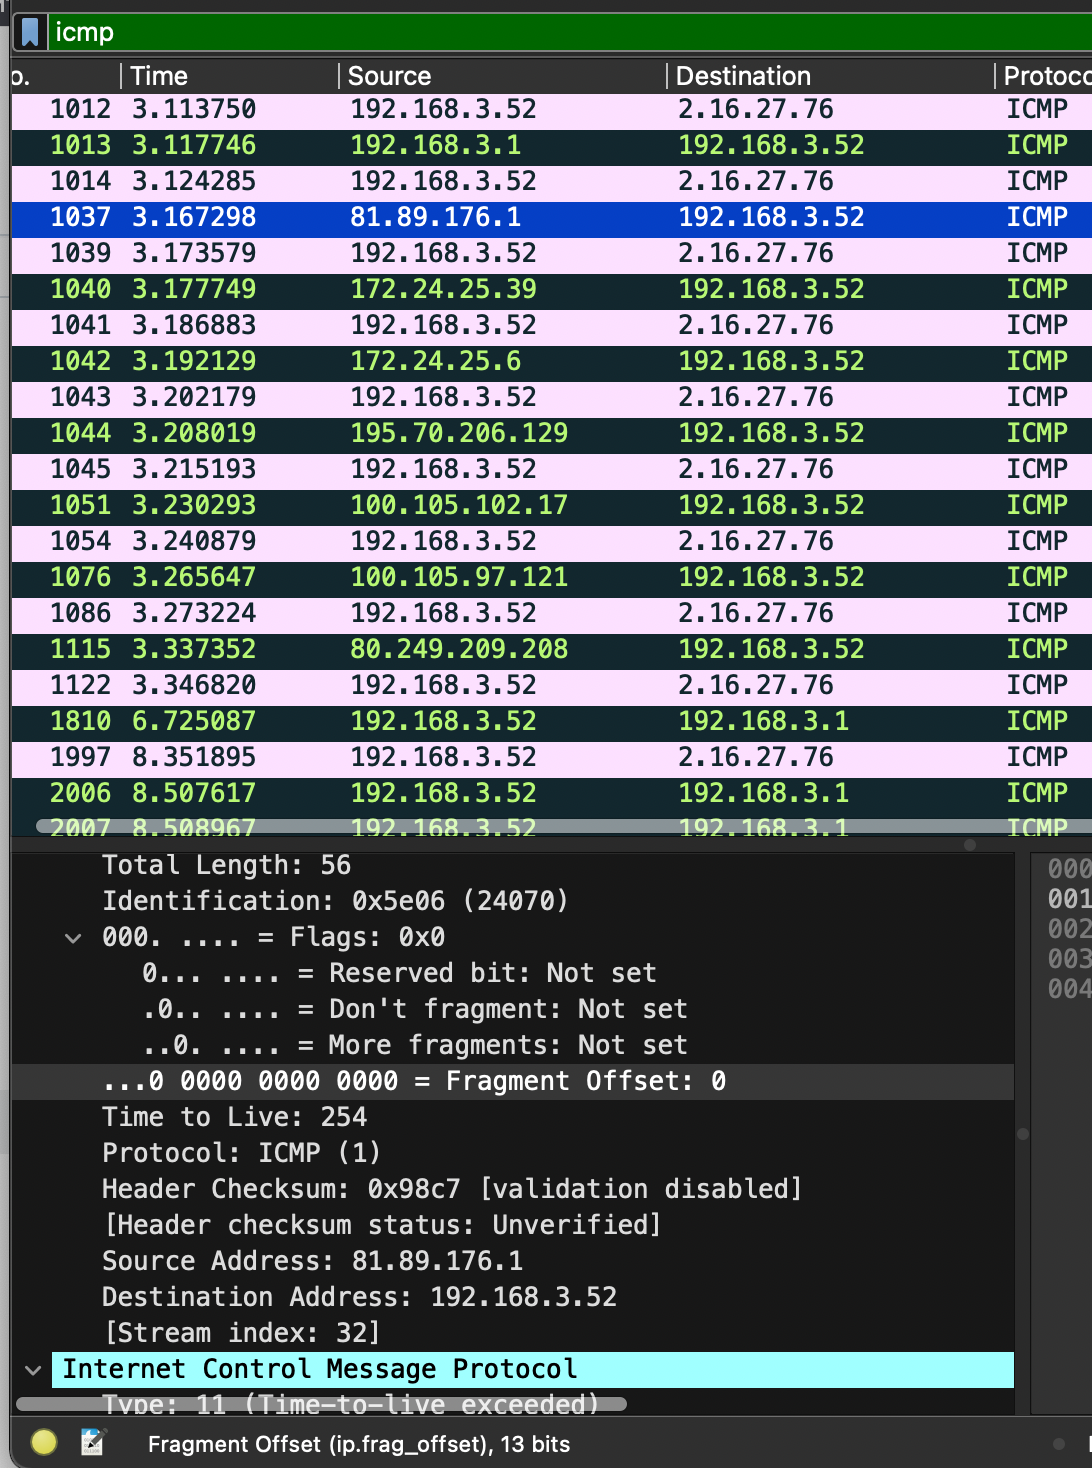 icmp
o. Time Source Destination Protoco
1012 3.113750 192.168.3.52 2.16.27.76 ICMP
1013 3.117746 192.168.3.1 192.168.3.52 ICMP
1014 3.124285 192.168.3.52 2.16.27.76 ICMP
1037 3.167298 81.89.176.1 192.168.3.52 ICMP
1039 3.173579 192.168.3.52 2.16.27.76 ICMP
1040 3.177749 172.24.25.39 192.168.3.52 ICMP
1041 3.186883 192.168.3.52 2.16.27.76 ICMP
1042 3.192129 172.24.25.6 192.168.3.52 ICMP
1043 3.202179 192.168.3.52 2.16.27.76 ICMP
1044 3.208019 195.70.206.129 192.168.3.52 ICMP
1045 3.215193 192.168.3.52 2.16.27.76 ICMP
1051 3.230293 100.105.102.17 192.168.3.52 ICMP
1054 3.240879 192.168.3.52 2.16.27.76 ICMP
1076 3.265647 100.105.97.121 192.168.3.52 ICMP
1086 3.273224 192.168.3.52 2.16.27.76 ICMP
1115 3.337352 80.249.209.208 192.168.3.52 ICMP
1122 3.346820 192.168.3.52 2.16.27.76 ICMP
1810 6.725087 192.168.3.52 192.168.3.1 ICMP
1997 8.351895 192.168.3.52 2.16.27.76 ICMP
2006 8.507617 192.168.3.52 192.168.3.1 ICMP
2007 8.508967 192.168.3.52 192.168.3.1 ICMP
Total Length: 56
Identification: 0x5e06 (24070)
000. .... = Flags: 0x0
0... .... = Reserved bit: Not set
.0.. .... = Don't fragment: Not set
..0. .... = More fragments: Not set
...0 0000 0000 0000 = Fragment Offset: 0
Time to Live: 254
Protocol: ICMP (1)
Header Checksum: 0x98c7 [validation disabled]
[Header checksum status: Unverified]
Source Address: 81.89.176.1
Destination Address: 192.168.3.52
[Stream index: 32]
Internet Control Message Protocol
Type: 11 (Time-to-live exceeded)
000
001
002
003
004
Fragment Offset (ip.frag_offset), 13 bits